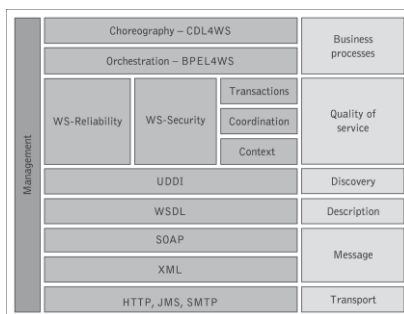 Choreography – CDL4WS
Orchestration – BPEL4WS
Business
processes
Management
WS-Reliability
WS-Security
Transactions
Coordination
Context
Quality of
service
UDDI
Discovery
WSDL
Description
SOAP
XML
Message
HTTP, JMS, SMTP
Transport